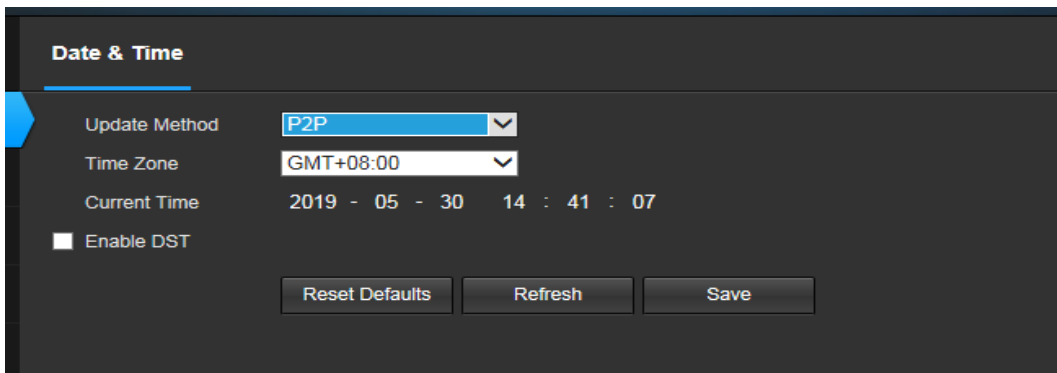 Date & Time
Update Method P2P
Time Zone GMT+08:00
Current Time 2019 - 05 - 30 14 : 41 : 07
Enable DST
Reset Defaults Refresh Save